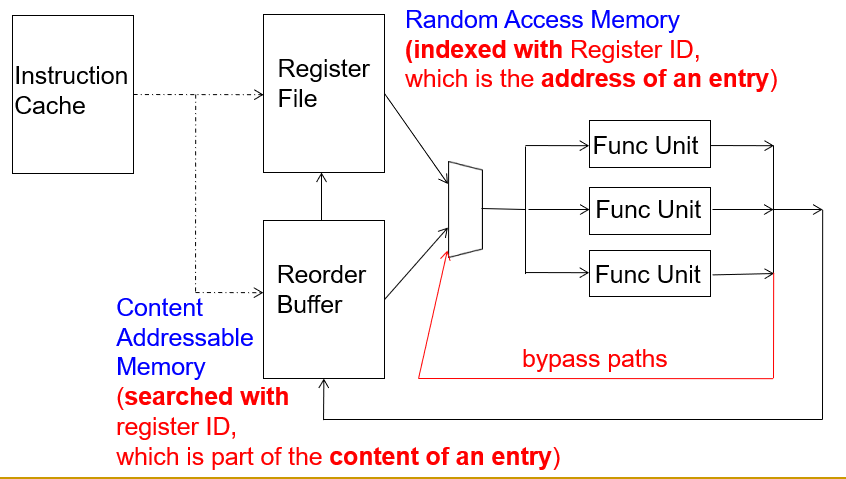 Instruction
Cache
Register
File
Random Access Memory
(indexed with Register ID,
which is the address of an entry)
Func Unit
Func Unit
Func Unit
Reorder
Buffer
Content
Addressable
Memory
(searched with
register ID,
which is part of the content of an entry)
bypass paths